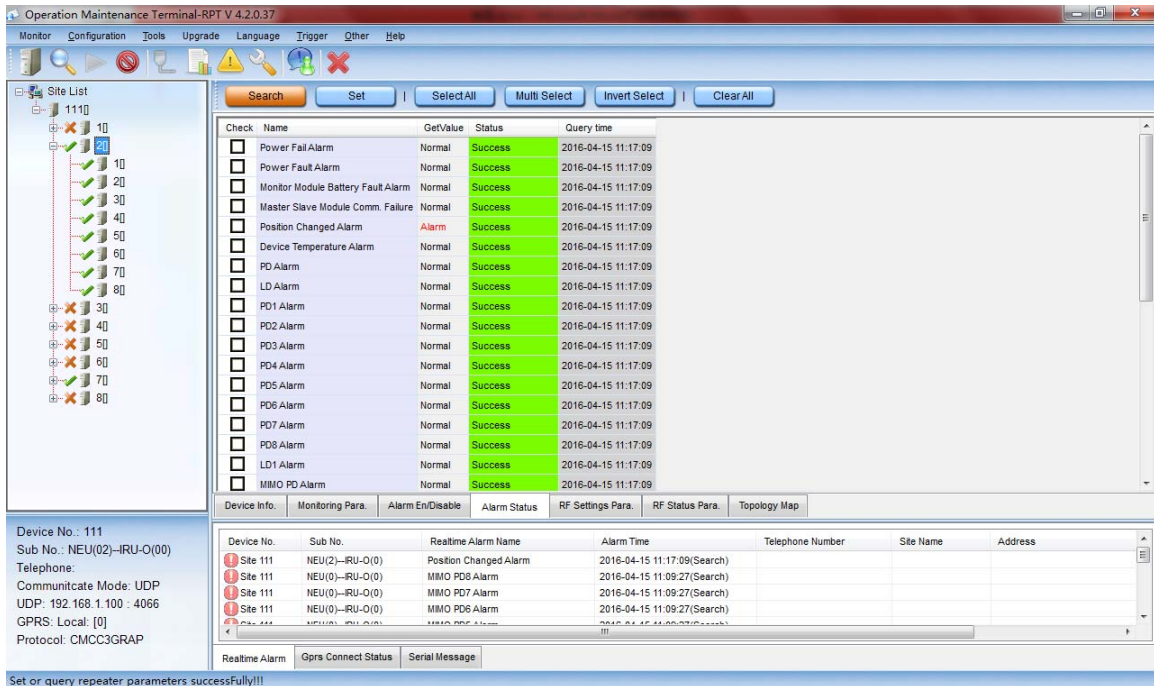 Operation Maintenance Terminal-RPT V 4.2.0.37
Monitor Configuration Tools Upgrade Language Trigger Other Help
Site List
111[]
1[]
2[]
1[]
2[]
3[]
4[]
5[]
6[]
7[]
8[]
3[]
4[]
5[]
6[]
7[]
8[]
Search Set | SelectAll Multi Select Invert Select | Clear All
Check Name GetValue Status Query time
Power Fail Alarm Normal Success 2016-04-15 11:17:09
Power Fault Alarm Normal Success 2016-04-15 11:17:09
Monitor Module Battery Fault Alarm Normal Success 2016-04-15 11:17:09
Master Slave Module Comm. Failure Normal Success 2016-04-15 11:17:09
Position Changed Alarm Alarm Success 2016-04-15 11:17:09
Device Temperature Alarm Normal Success 2016-04-15 11:17:09
PD Alarm Normal Success 2016-04-15 11:17:09
LD Alarm Normal Success 2016-04-15 11:17:09
PD1 Alarm Normal Success 2016-04-15 11:17:09
PD2 Alarm Normal Success 2016-04-15 11:17:09
PD3 Alarm Normal Success 2016-04-15 11:17:09
PD4 Alarm Normal Success 2016-04-15 11:17:09
PD5 Alarm Normal Success 2016-04-15 11:17:09
PD6 Alarm Normal Success 2016-04-15 11:17:09
PD7 Alarm Normal Success 2016-04-15 11:17:09
PD8 Alarm Normal Success 2016-04-15 11:17:09
LD1 Alarm Normal Success 2016-04-15 11:17:09
MIMO PD Alarm Normal Success 2016-04-15 11:17:09
Device Info. Monitoring Para. Alarm En/Disable Alarm Status RF Settings Para. RF Status Para. Topology Map
Device No.: 111
Sub No.: NEU(02)--IRU-O(00)
Telephone:
Communitcate Mode: UDP
UDP: 192.168.1.100 : 4066
GPRS: Local: [0]
Protocol: CMCC3GRAP
Device No. Sub No. Realtime Alarm Name Alarm Time Telephone Number Site Name Address
Site 111 NEU(2)--IRU-O(0) Position Changed Alarm 2016-04-15 11:17:09(Search)
Site 111 NEU(0)--IRU-O(0) MIMO PD8 Alarm 2016-04-15 11:09:27(Search)
Site 111 NEU(0)--IRU-O(0) MIMO PD7 Alarm 2016-04-15 11:09:27(Search)
Site 111 NEU(0)--IRU-O(0) MIMO PD6 Alarm 2016-04-15 11:09:27(Search)
Realtime Alarm Gprs Connect Status Serial Message
Set or query repeater parameters succesFully!!!